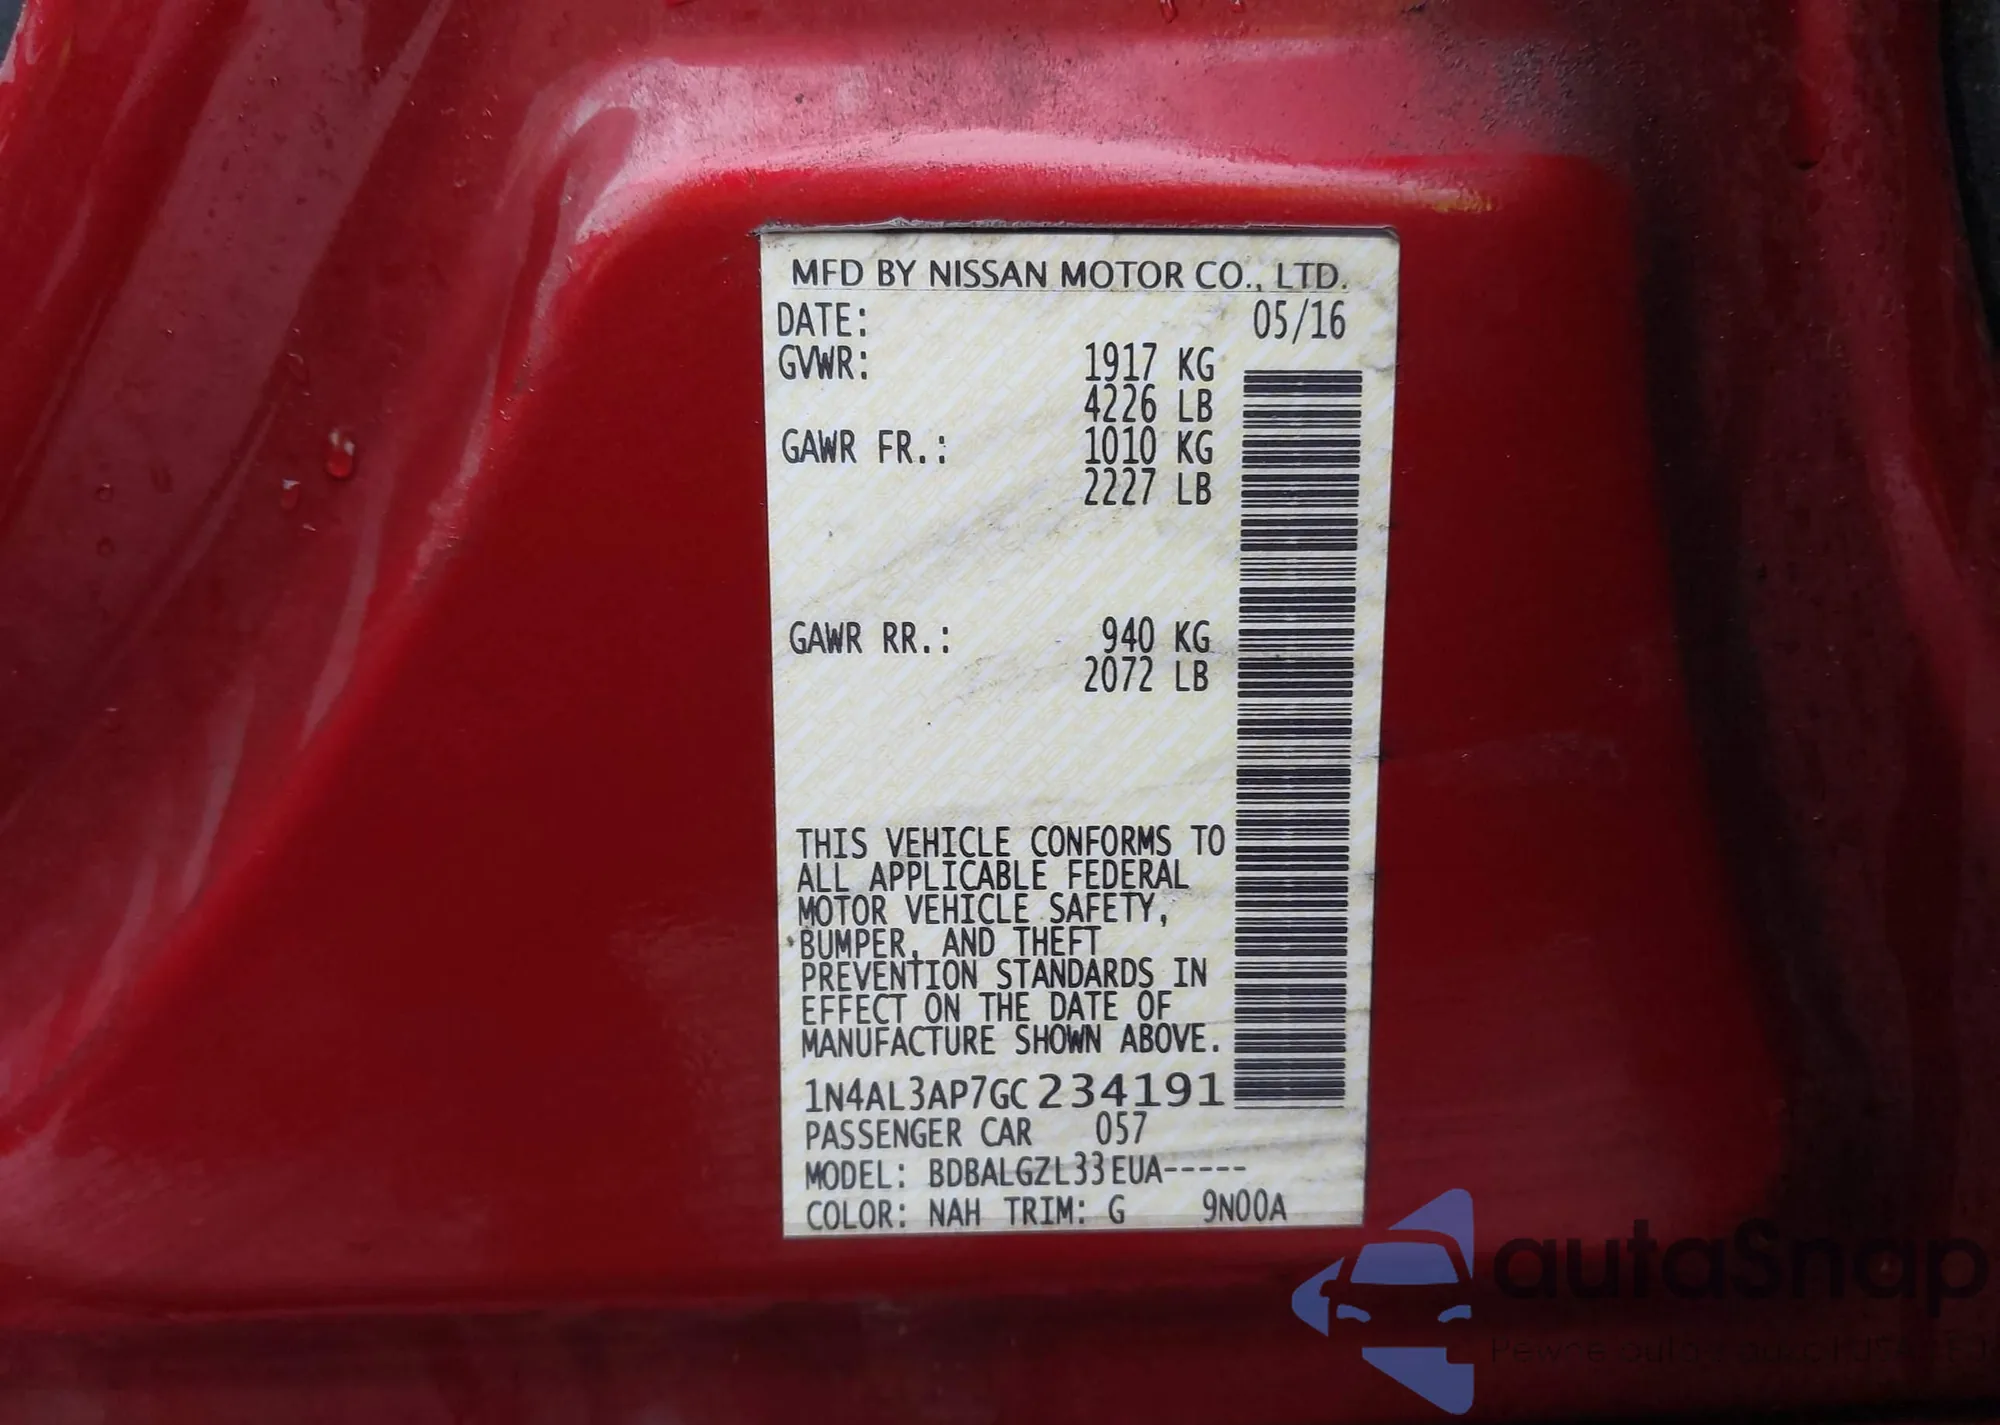 MFD BY NISSAN MOTOR CO., LTD.
DATE: 05/16
GVWR: 1917 KG
4226 LB
GAWR FR.: 1010 KG
2227 LB
GAWR RR.: 940 KG
2072 LB
THIS VEHICLE CONFORMS TO
ALL APPLICABLE FEDERAL
MOTOR VEHICLE SAFETY,
BUMPER, AND THEFT
PREVENTION STANDARDS IN
EFFECT ON THE DATE OF
MANUFACTURE SHOWN ABOVE.
1N4AL3AP7GC234191
PASSENGER CAR 057
MODEL: BDBALGZL33EUA-----
COLOR: NAH TRIM: G 9N00A
autaSnap
Pewne auta z